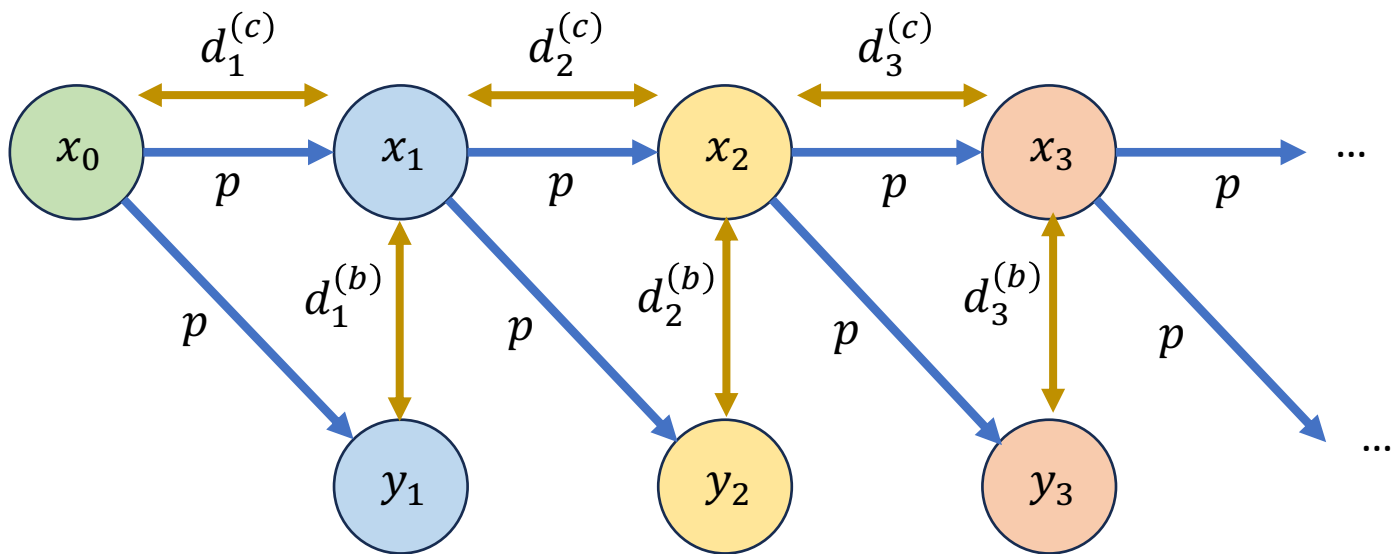 d_1^{(c)} d_2^{(c)} d_3^{(c)}
x_0 x_1 x_2 x_3 ...
p p p p
d_1^{(b)} d_2^{(b)} d_3^{(b)}
p p p p
...
y_1 y_2 y_3